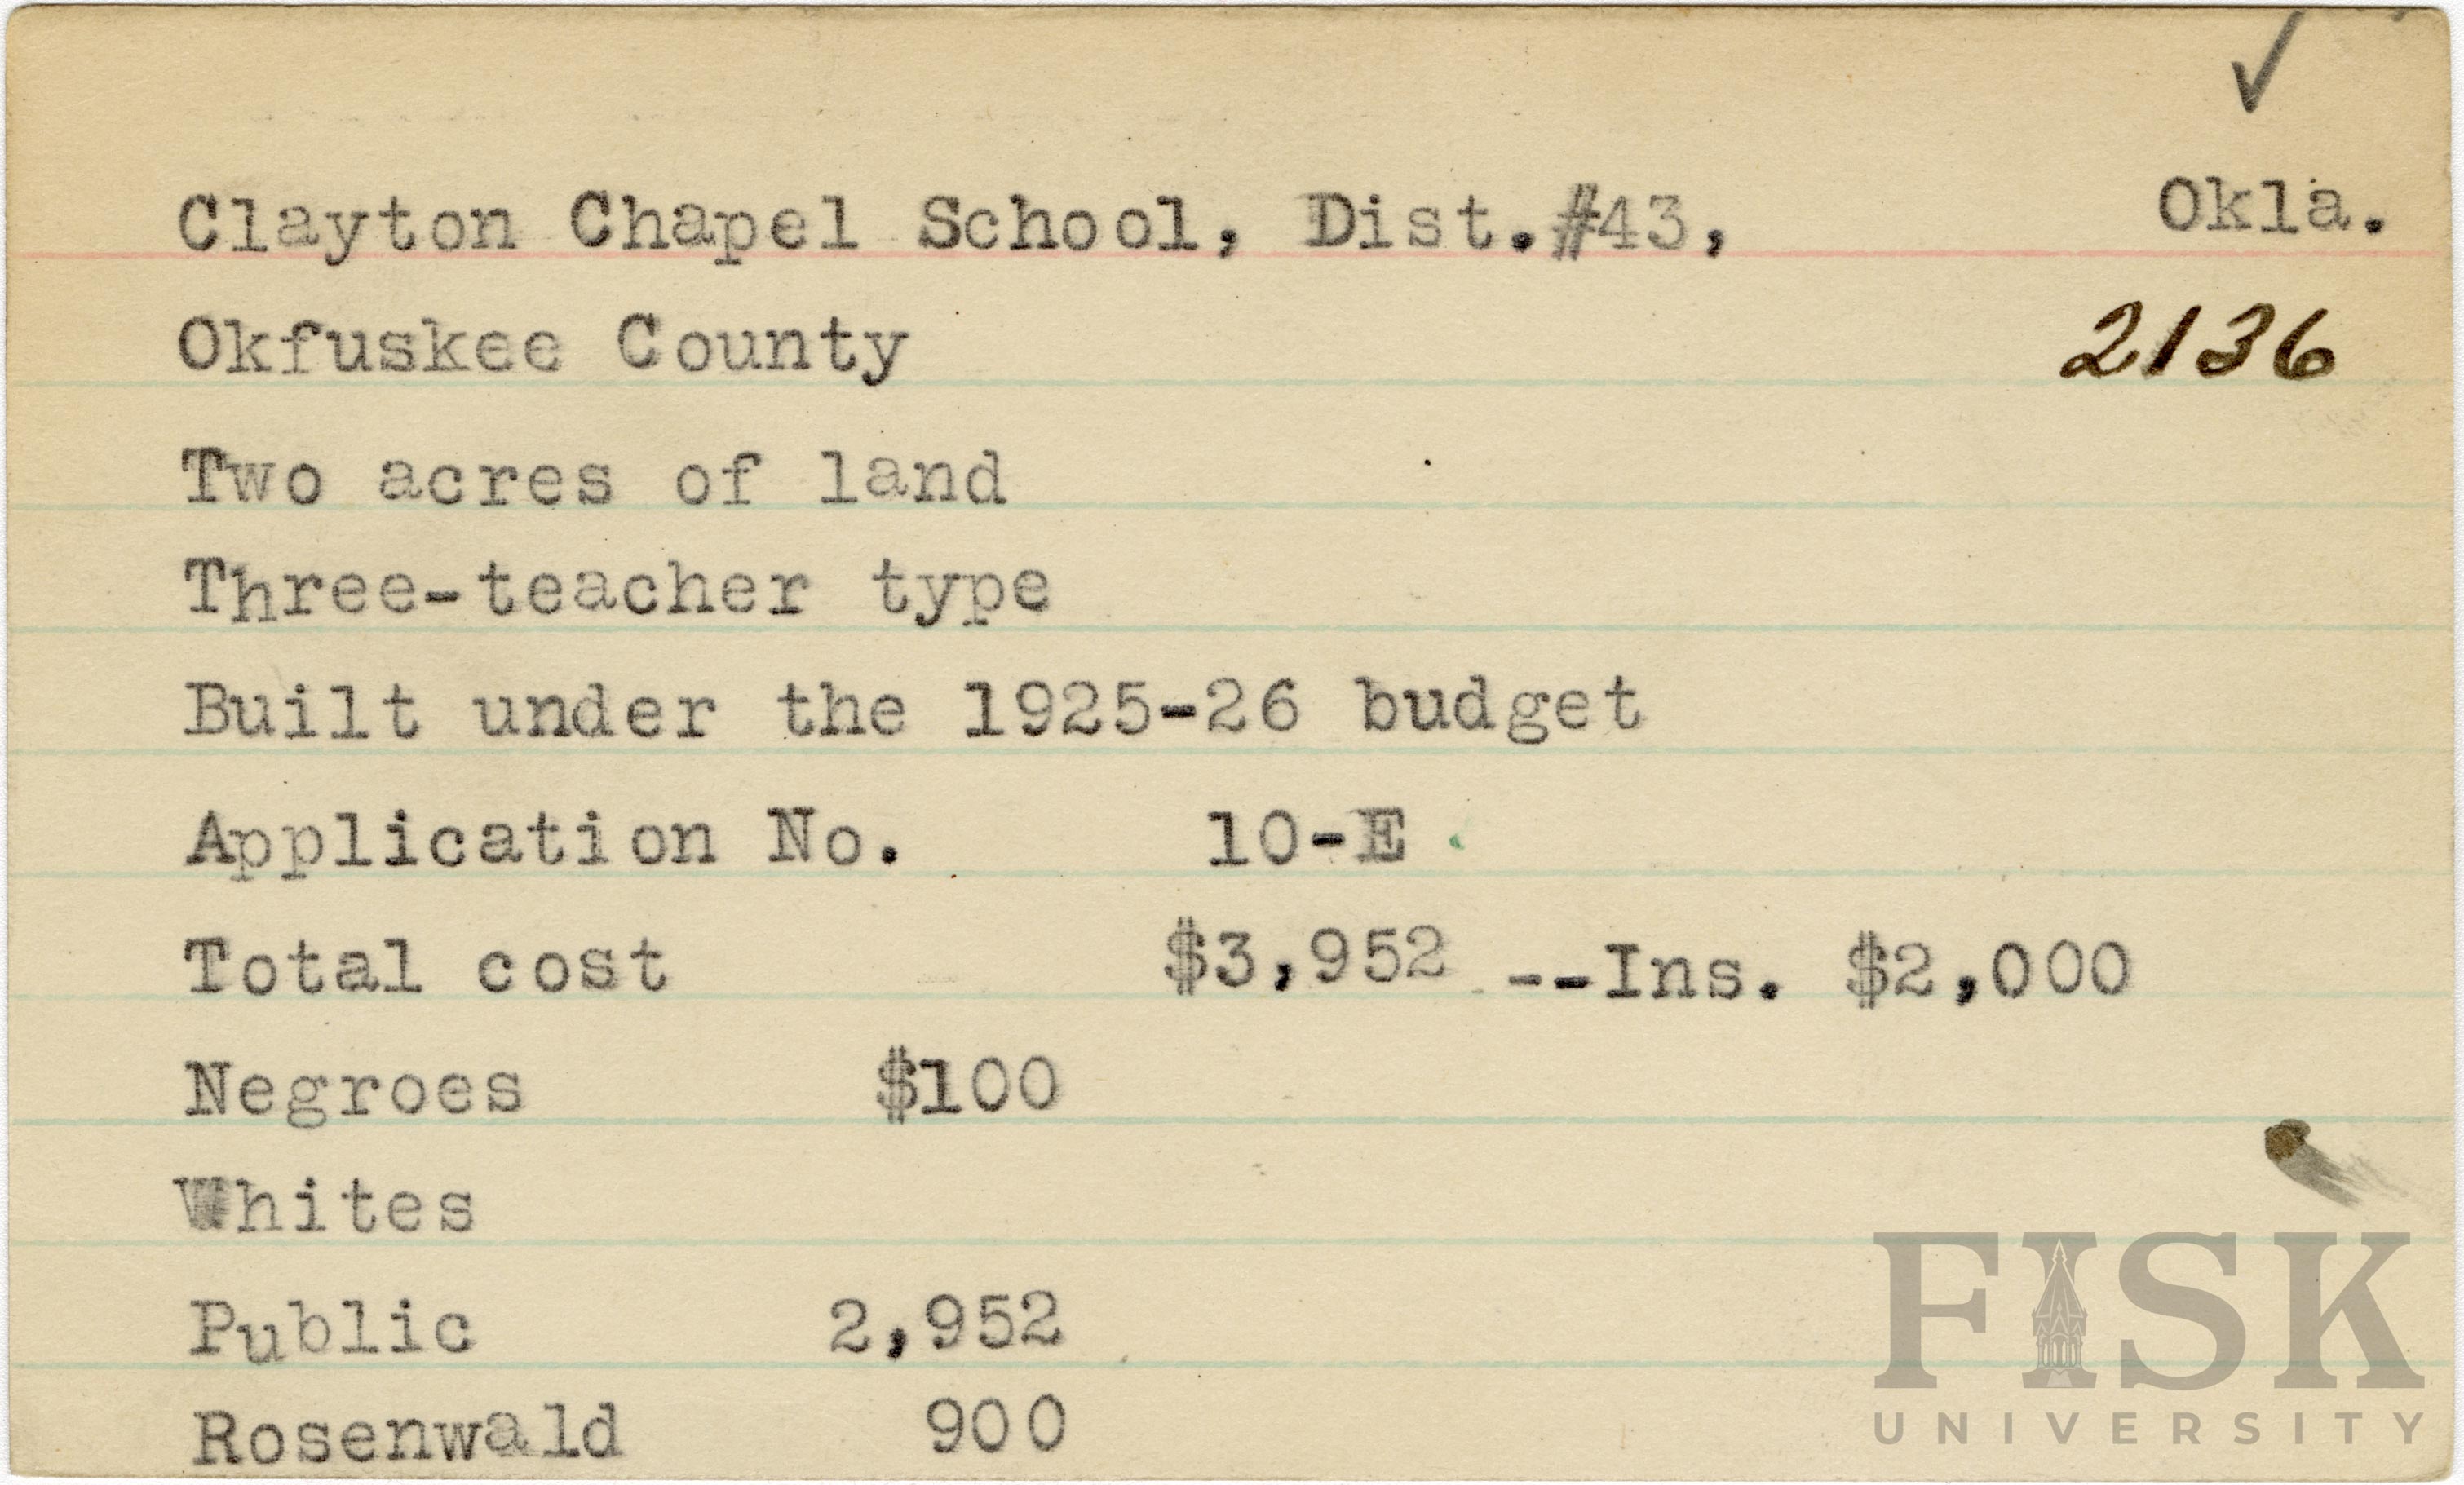 Clayton Chapel School, Dist.#43, Okla.
Okfuskee County 2136
Two acres of land
Three-teacher type
Built under the 1925-26 budget
Application No. 10-E
Total cost $3,952 --Ins. $2,000
Negroes $100
Whites
Public 2,952
Rosenwald 900
FISK
UNIVERSITY